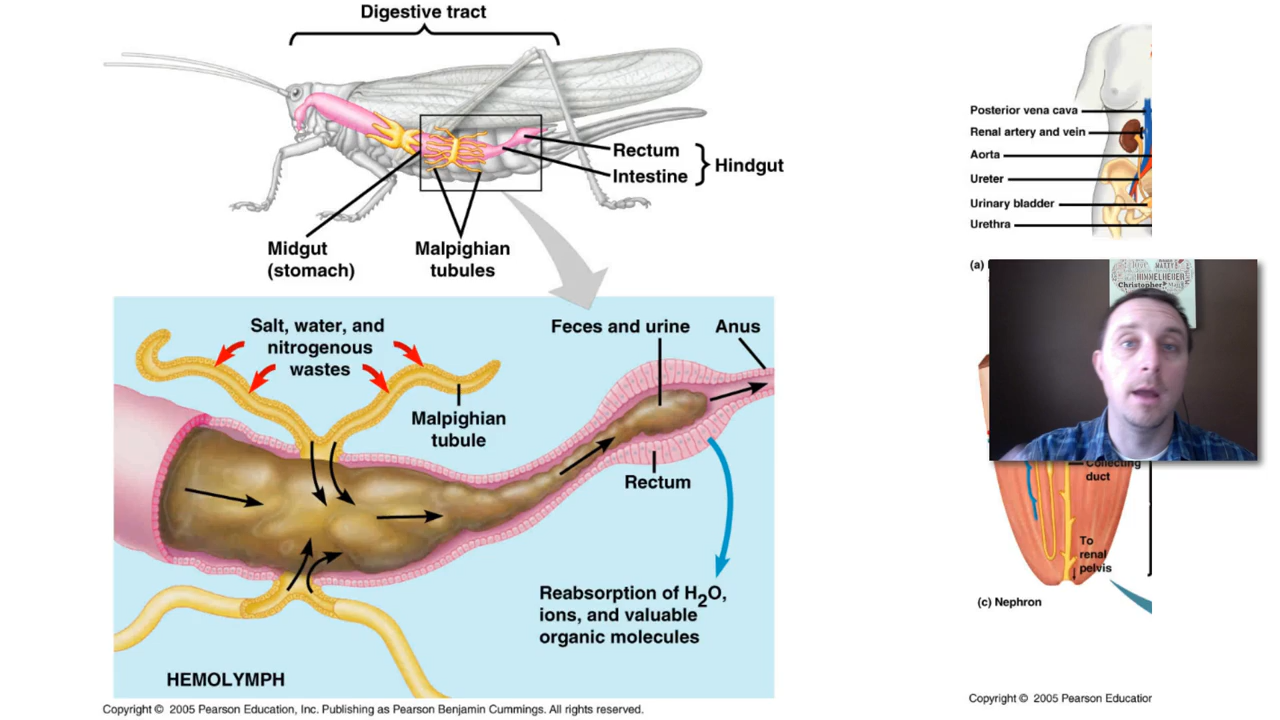 Digestive tract
Rectum
Intestine
Hindgut
Midgut
(stomach)
Malpighian
tubules
Salt, water, and
nitrogenous
wastes
Feces and urine
Anus
Malpighian
tubule
Rectum
Reabsorption of H2O,
ions, and valuable
organic molecules
HEMOLYMPH
Copyright © 2005 Pearson Education, Inc. Publishing as Pearson Benjamin Cummings. All rights reserved.
Posterior vena cava
Renal artery and vein
Aorta
Ureter
Urinary bladder
Urethra
(a)
HIMMELHEBER
Christopher
Collecting
duct
To
renal
pelvis
(c) Nephron
Copyright © 2005 Pearson Education